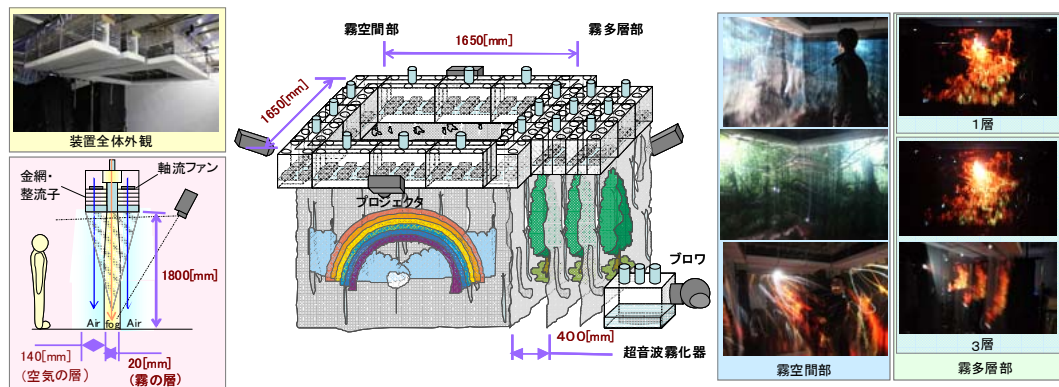 装置全体外観
金網・
整流子
軸流ファン
1800[mm]
Air
fog
Air
140[mm]
(空気の層)
20[mm]
(霧の層)
霧空間部
1650[mm]
霧多層部
1650[mm]
プロジェクタ
ブロワ
400[mm]
超音波霧化器
霧空間部
1層
3層
霧多層部